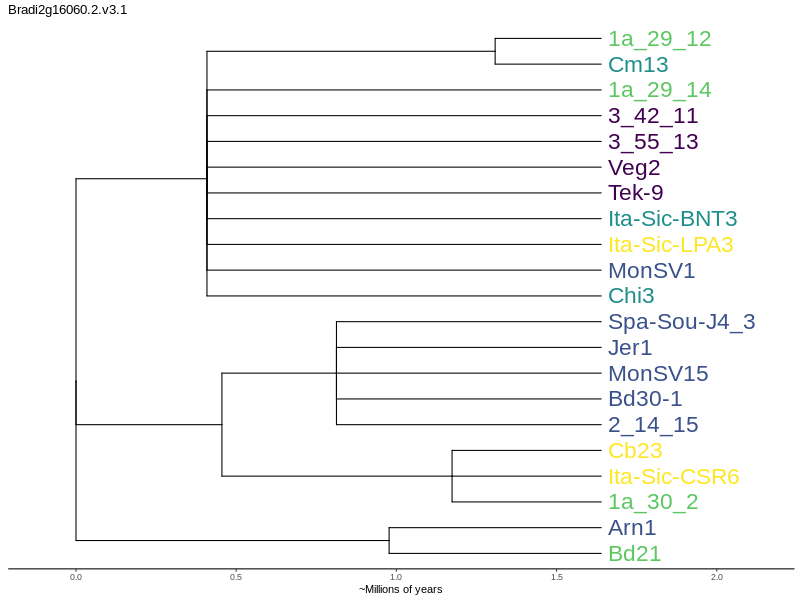 Bradi2g16060.2.v3.1
1a_29_12
Cm13
1a_29_14
3_42_11
3_55_13
Veg2
Tek-9
Ita-Sic-BNT3
Ita-Sic-LPA3
MonSV1
Chi3
Spa-Sou-J4_3
Jer1
MonSV15
Bd30-1
2_14_15
Cb23
Ita-Sic-CSR6
1a_30_2
Arn1
Bd21
0.0 0.5 1.0 1.5 2.0
~Millions of years